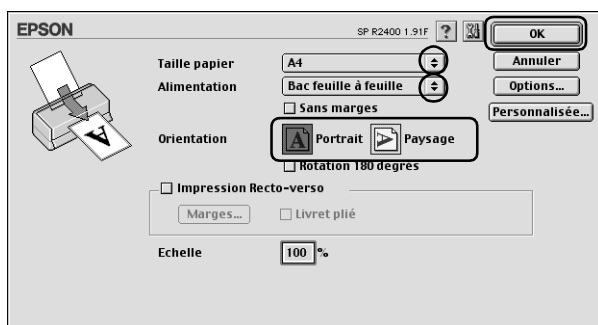 EPSON SP R2400 1.91F ? OK
Taille papier A4 Annuler
Alimentation Bac feuille à feuille Options...
Sans marges Personnalisée...
Orientation A Portrait A Paysage
Rotation 180 degrés
Impression Recto-verso
Marges... Livret plié
Echelle 100 %
A